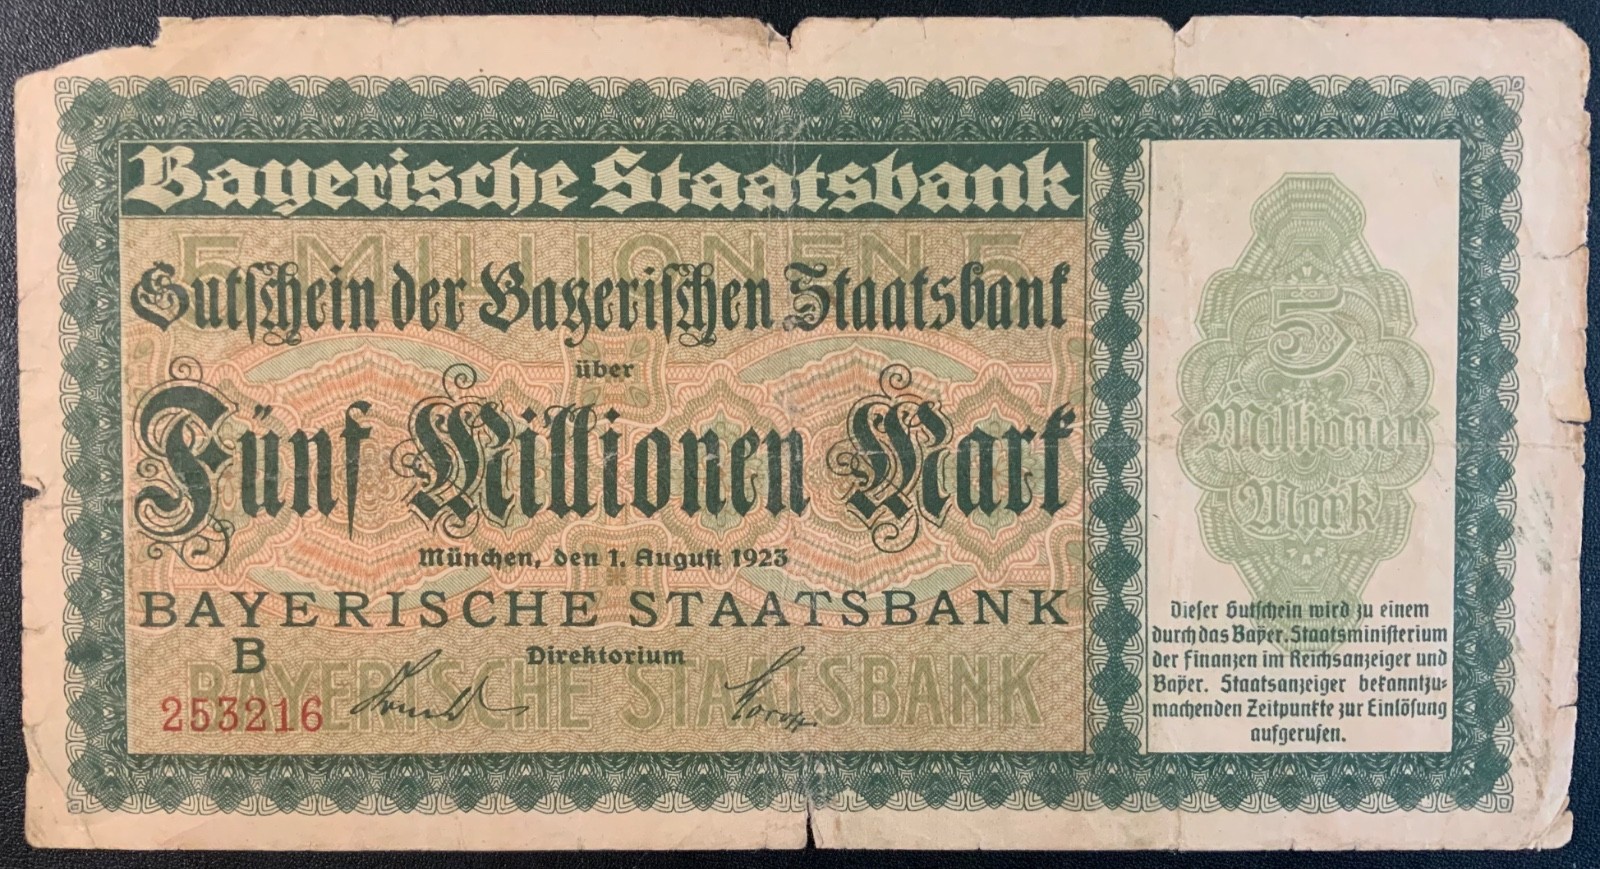 Bayerische Staatsbank
5 MILLIONEN 5
Gutschein der Bayerischen Staatsbank
über
Fünf Millionen Mark
München, den 1. August 1923
BAYERISCHE STAATSBANK
B
Direktorium
BAYERISCHE STAATSBANK
253216
5
Millionen
Mark
Dieser Gutschein wird zu einem
durch das Bayer. Staatsministerium
der Finanzen im Reichsanzeiger und
Bayer. Staatsanzeiger bekanntzu-
machenden Zeitpunkte zur Einlösung
aufgerufen.